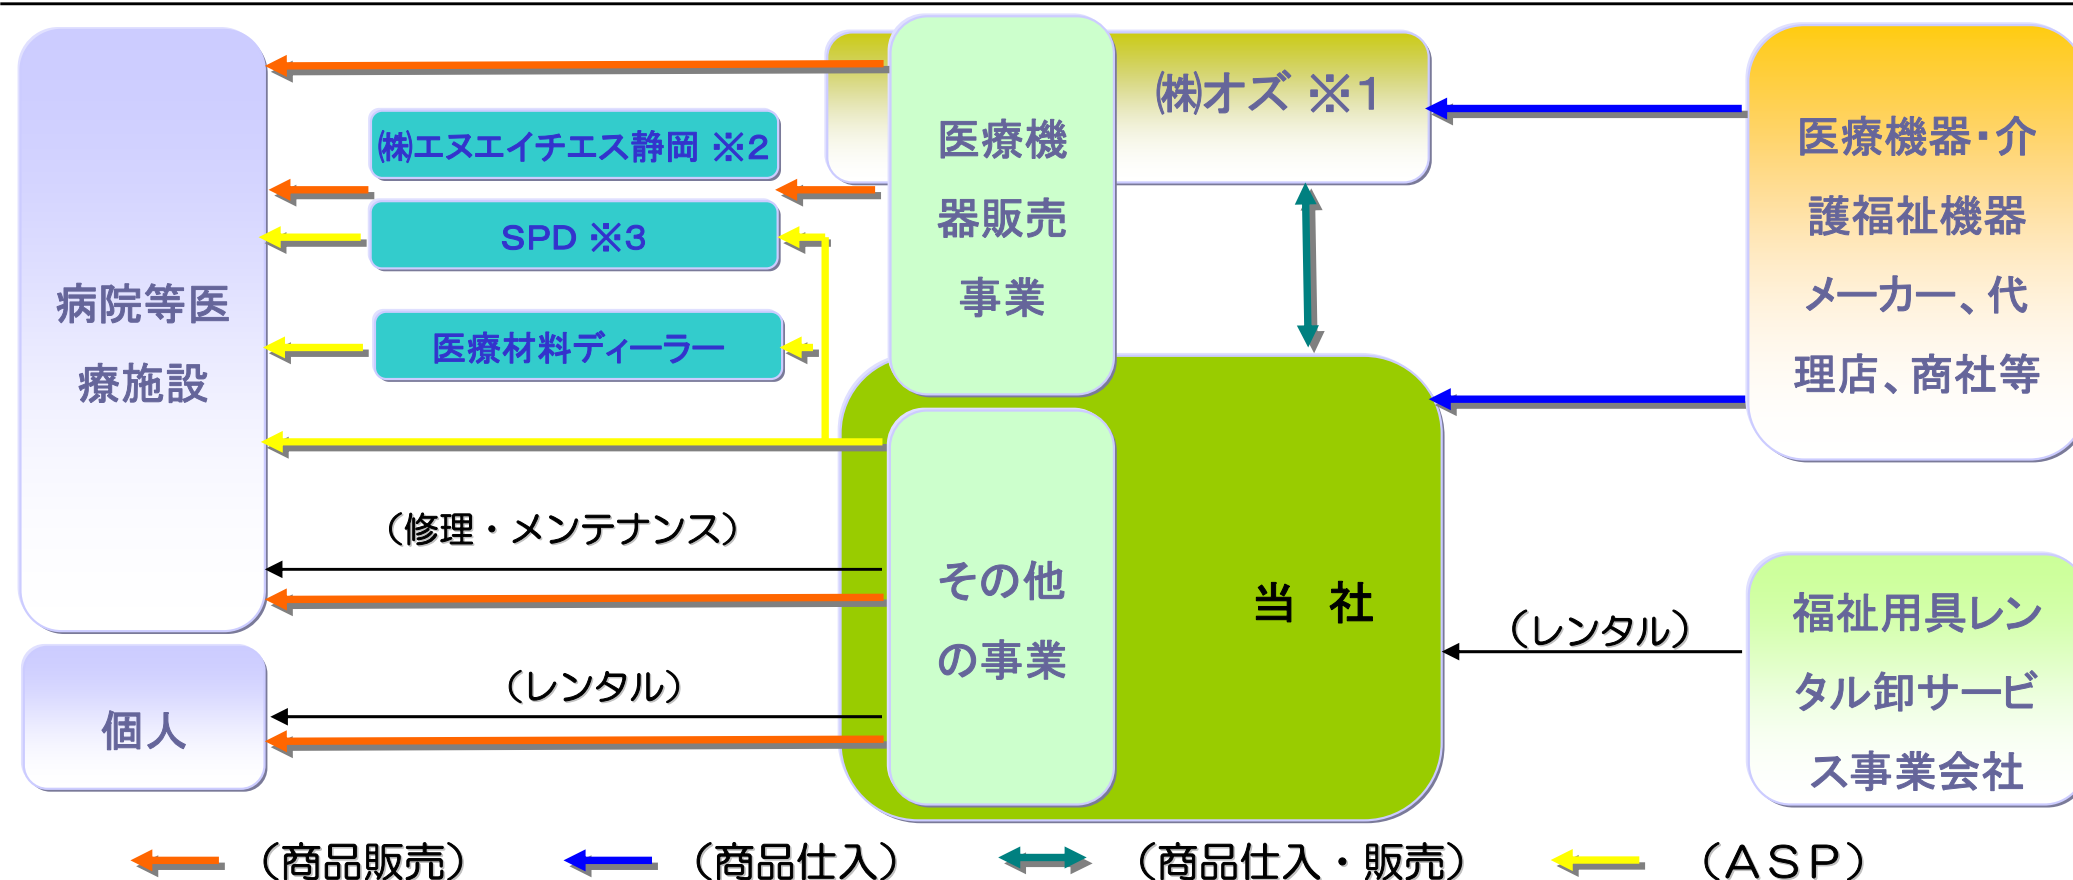 病院等医
療施設
個人
㈱エヌエイチエス静岡 ※2
SPD ※3
医療材料ディーラー
(修理・メンテナンス)
(レンタル)
医療機
器販売
事業
その他
の事業
㈱オズ ※1
当 社
(レンタル)
医療機器・介
護福祉機器
メーカー、代
理店、商社等
福祉用具レン
タル卸サービ
ス事業会社
(商品販売)
(商品仕入)
(商品仕入・販売)
(ASP)